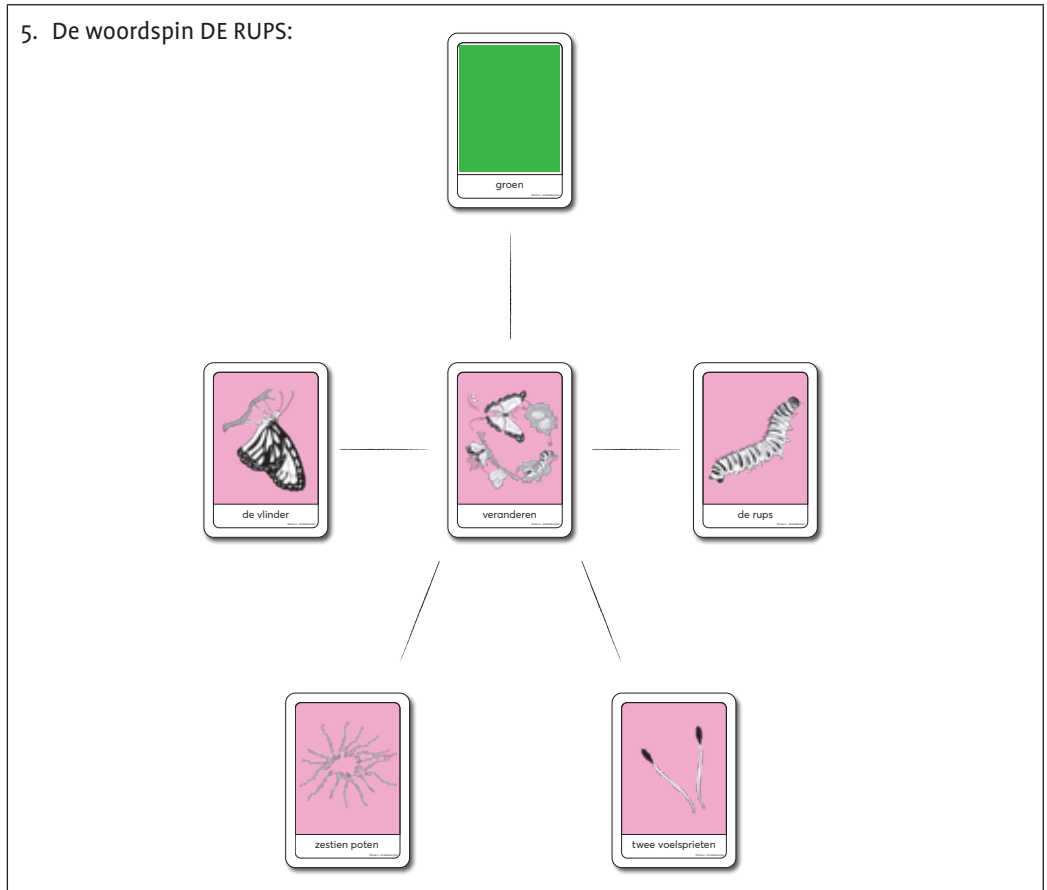 5. De woordspin DE RUPS:
groen
de vlinder
veranderen
de rups
zestien poten
twee voelsprieten